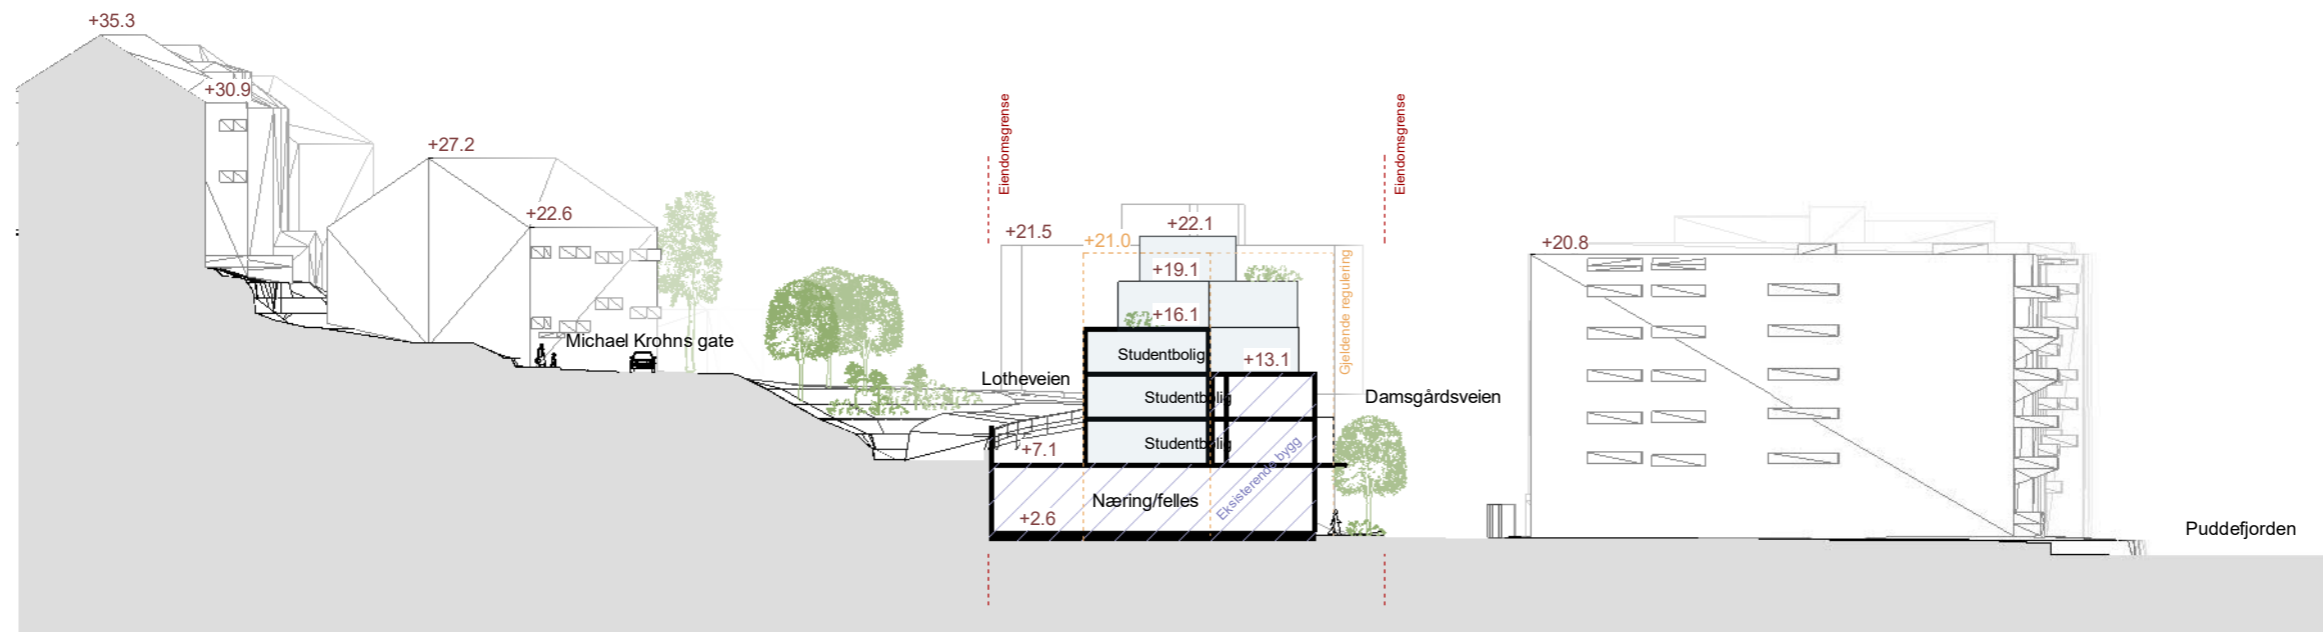 +35.3
+30.9
+27.2
+22.6
Michael Krohns gate
Eiendomsgrense
Eiendomsgrense
+21.5
+21.0
+22.1
+19.1
+16.1
+13.1
Gjeldende regulering
Studentbolig
Studentbolig
Studentbolig
Lotheveien
Damsgårdsveien
+7.1
Næring/felles
Eksisterende bygg
+2.6
+20.8
Puddefjorden